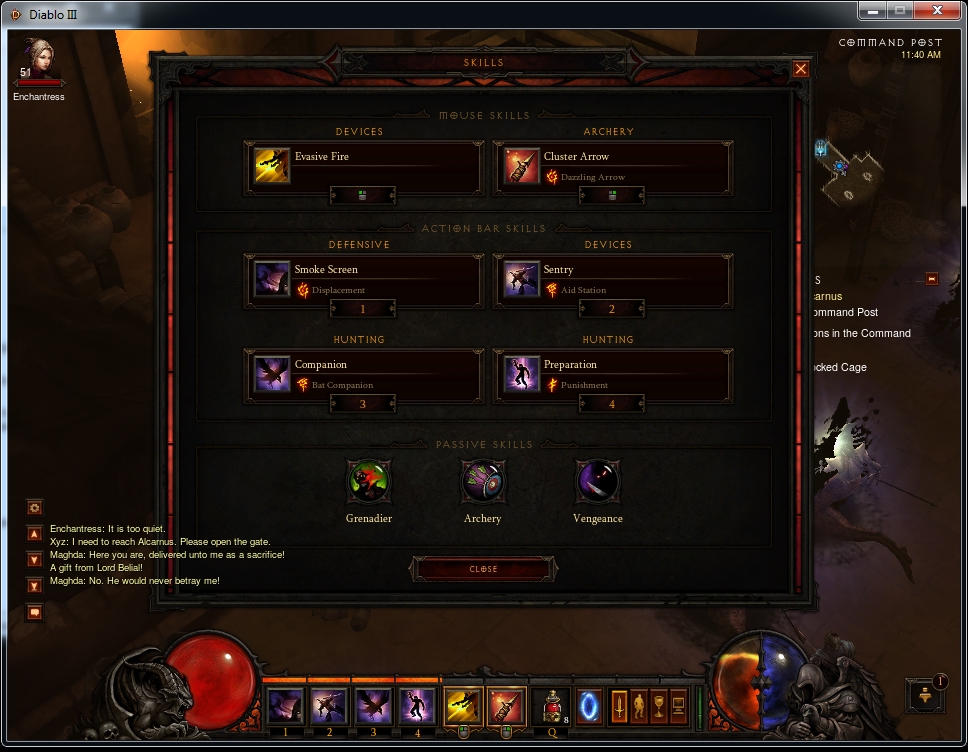 Diablo III
51
Enchantress
COMMAND POST
11:40 AM
SKILLS
MOUSE SKILLS
DEVICES
ARCHERY
Evasive Fire
Cluster Arrow
Dazzling Arrow
ACTION BAR SKILLS
DEFENSIVE
DEVICES
Smoke Screen
Displacement
1
Sentry
Aid Station
2
HUNTING
HUNTING
Companion
Bat Companion
3
Preparation
Punishment
4
PASSIVE SKILLS
Grenadier
Archery
Vengeance
CLOSE
S
carnus
ommand Post
ons in the Command
ocked Cage
Enchantress: It is too quiet.
Xyz: I need to reach Alcarnus. Please open the gate.
Maghda: Here you are, delivered unto me as a sacrifice!
A gift from Lord Belial!
Maghda: No. He would never betray me!
8
1
1 2 3 4 Q